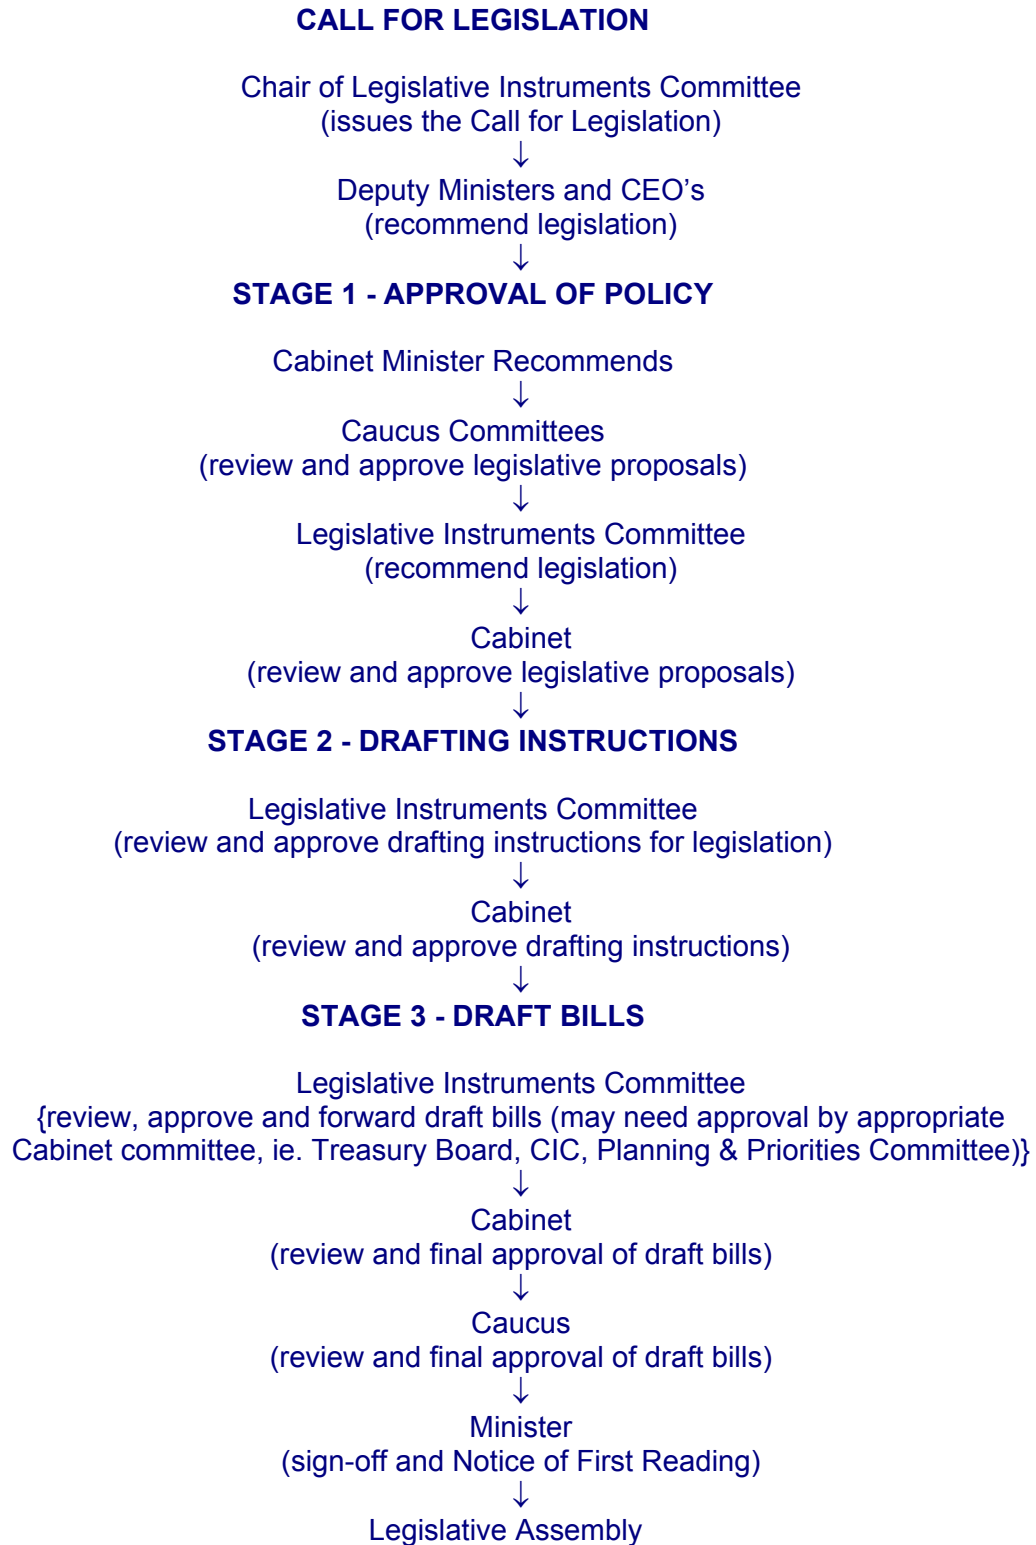 CALL FOR LEGISLATION
Chair of Legislative Instruments Committee
(issues the Call for Legislation)
↓
Deputy Ministers and CEO’s
(recommend legislation)
↓
STAGE 1 - APPROVAL OF POLICY
Cabinet Minister Recommends
↓
Caucus Committees
(review and approve legislative proposals)
↓
Legislative Instruments Committee
(recommend legislation)
↓
Cabinet
(review and approve legislative proposals)
↓
STAGE 2 - DRAFTING INSTRUCTIONS
Legislative Instruments Committee
(review and approve drafting instructions for legislation)
↓
Cabinet
(review and approve drafting instructions)
↓
STAGE 3 - DRAFT BILLS
Legislative Instruments Committee
{review, approve and forward draft bills (may need approval by appropriate
Cabinet committee, ie. Treasury Board, CIC, Planning & Priorities Committee)}
↓
Cabinet
(review and final approval of draft bills)
↓
Caucus
(review and final approval of draft bills)
↓
Minister
(sign-off and Notice of First Reading)
↓
Legislative Assembly